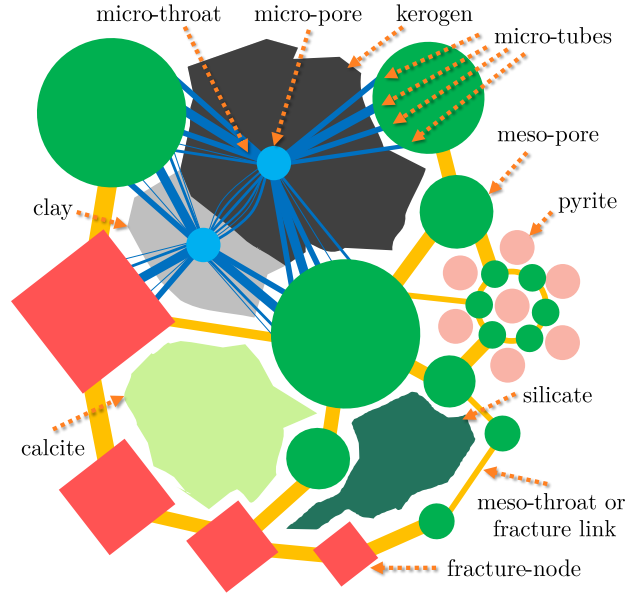 micro-throat
micro-pore
kerogen
micro-tubes
meso-pore
pyrite
clay
calcite
silicate
meso-throat or
fracture link
fracture-node